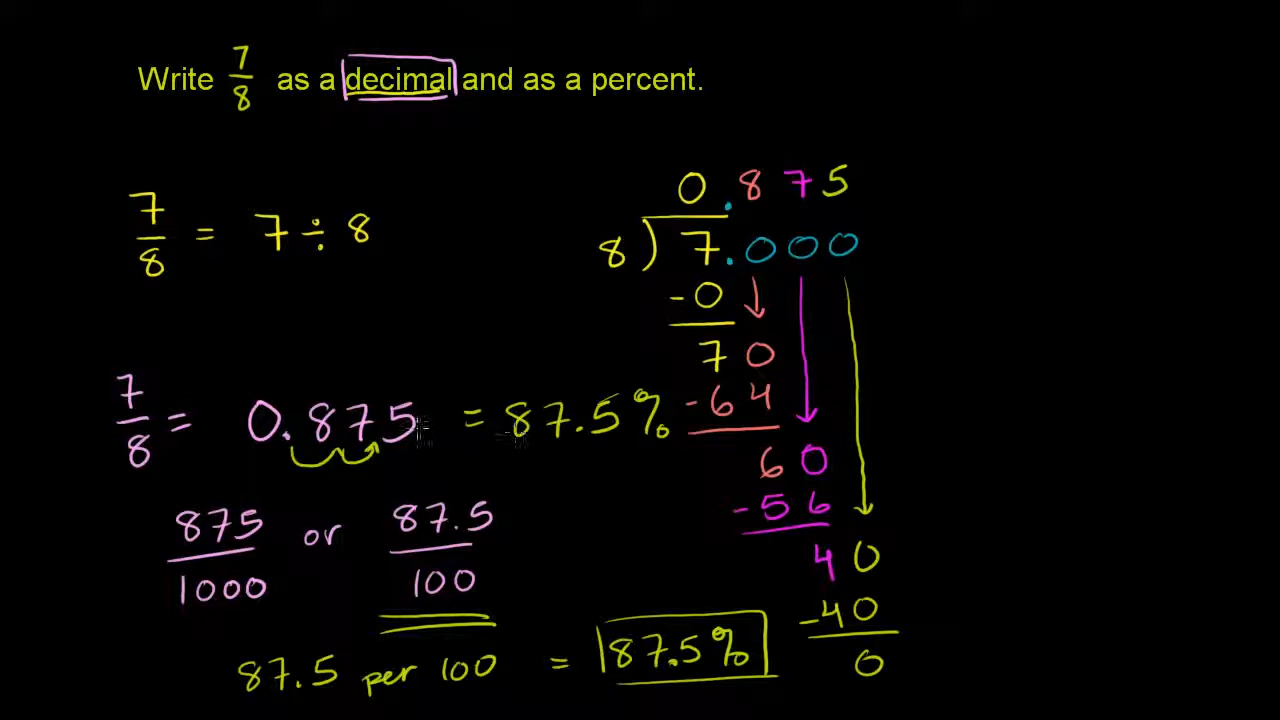 Write 7/8 as a decimal and as a percent.
7/8 = 7 ÷ 8
0.875
8 ) 7.000
-0
70
-64
60
-56
40
-40
0
7/8 = 0.875 = 87.5%
875/1000 or 87.5/100
87.5 per 100 = 87.5%